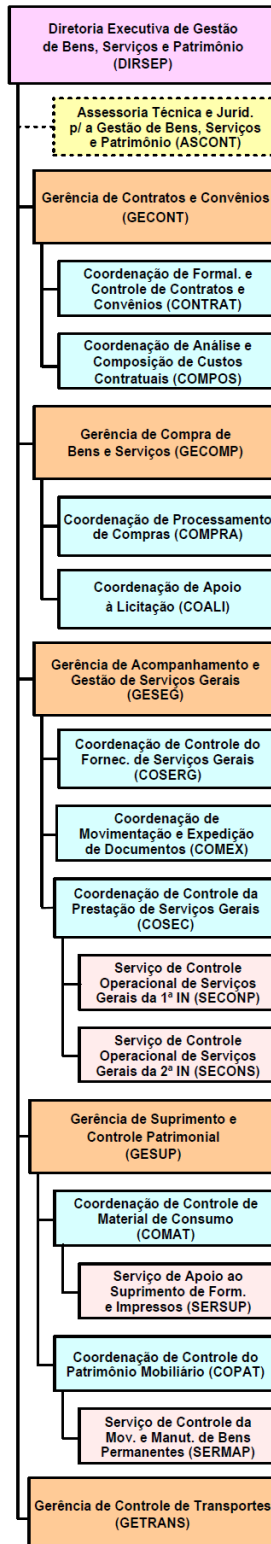 Diretoria Executiva de Gestão
de Bens, Serviços e Patrimônio
(DIRSEP)
Assessoria Técnica e Jurid.
p/ a Gestão de Bens, Serviços
e Patrimônio (ASCONT)
Gerência de Contratos e Convênios
(GECONT)
Coordenação de Formal. e
Controle de Contratos e
Convênios (CONTRAT)
Coordenação de Análise e
Composição de Custos
Contratuais (COMPOS)
Gerência de Compra de
Bens e Serviços (GECOMP)
Coordenação de Processamento
de Compras (COMPRA)
Coordenação de Apoio
à Licitação (COALI)
Gerência de Acompanhamento e
Gestão de Serviços Gerais
(GESEG)
Coordenação de Controle do
Fornec. de Serviços Gerais
(COSERG)
Coordenação de
Movimentação e Expedição
de Documentos (COMEX)
Coordenação de Controle da
Prestação de Serviços Gerais
(COSEC)
Serviço de Controle
Operacional de Serviços
Gerais da 1ª IN (SECONP)
Serviço de Controle
Operacional de Serviços
Gerais da 2ª IN (SECONS)
Gerência de Suprimento e
Controle Patrimonial
(GESUP)
Coordenação de Controle de
Material de Consumo
(COMAT)
Serviço de Apoio ao
Suprimento de Form.
e Impressos (SERSUP)
Coordenação de Controle do
Patrimônio Mobiliário (COPAT)
Serviço de Controle da
Mov. e Manut. de Bens
Permanentes (SERMAP)
Gerência de Controle de Transportes
(GETRANS)